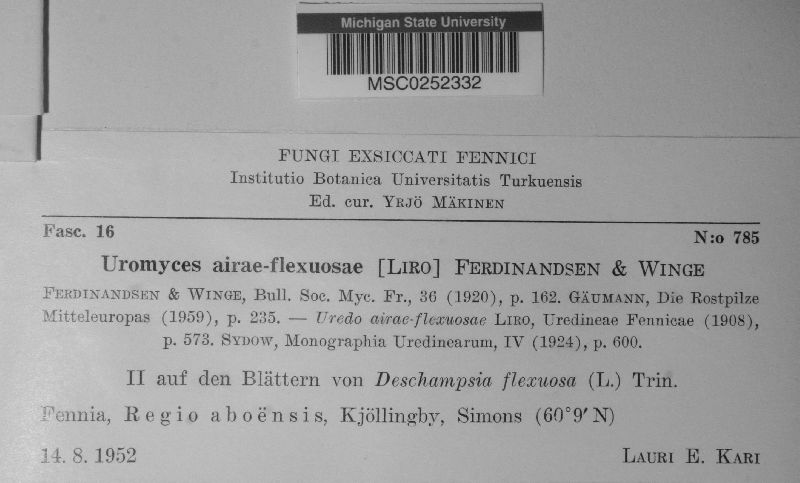 Michigan State University
MSC0252332
FUNGI EXSICCATI FENNICI
Institutio Botanica Universitatis Turkuensis
Ed. cur. YRJÖ MÄKINEN
Fasc. 16 N:o 785
Uromyces airae-flexuosae [LIRO] FERDINANDSEN & WINGE
FERDINANDSEN & WINGE, Bull. Soc. Myc. Fr., 36 (1920), p. 162. GÄUMANN, Die Rostpilze
Mitteleuropas (1959), p. 235. — Uredo airae-flexuosae LIRO, Uredineae Fennicae (1908),
p. 573. SYDOW, Monographia Uredinearum, IV (1924), p. 600.
II auf den Blättern von Deschampsia flexuosa (L.) Trin.
Fennia, Regio aboënsis, Kjöllingby, Simons (60°9′ N)
14. 8. 1952 LAURI E. KARI